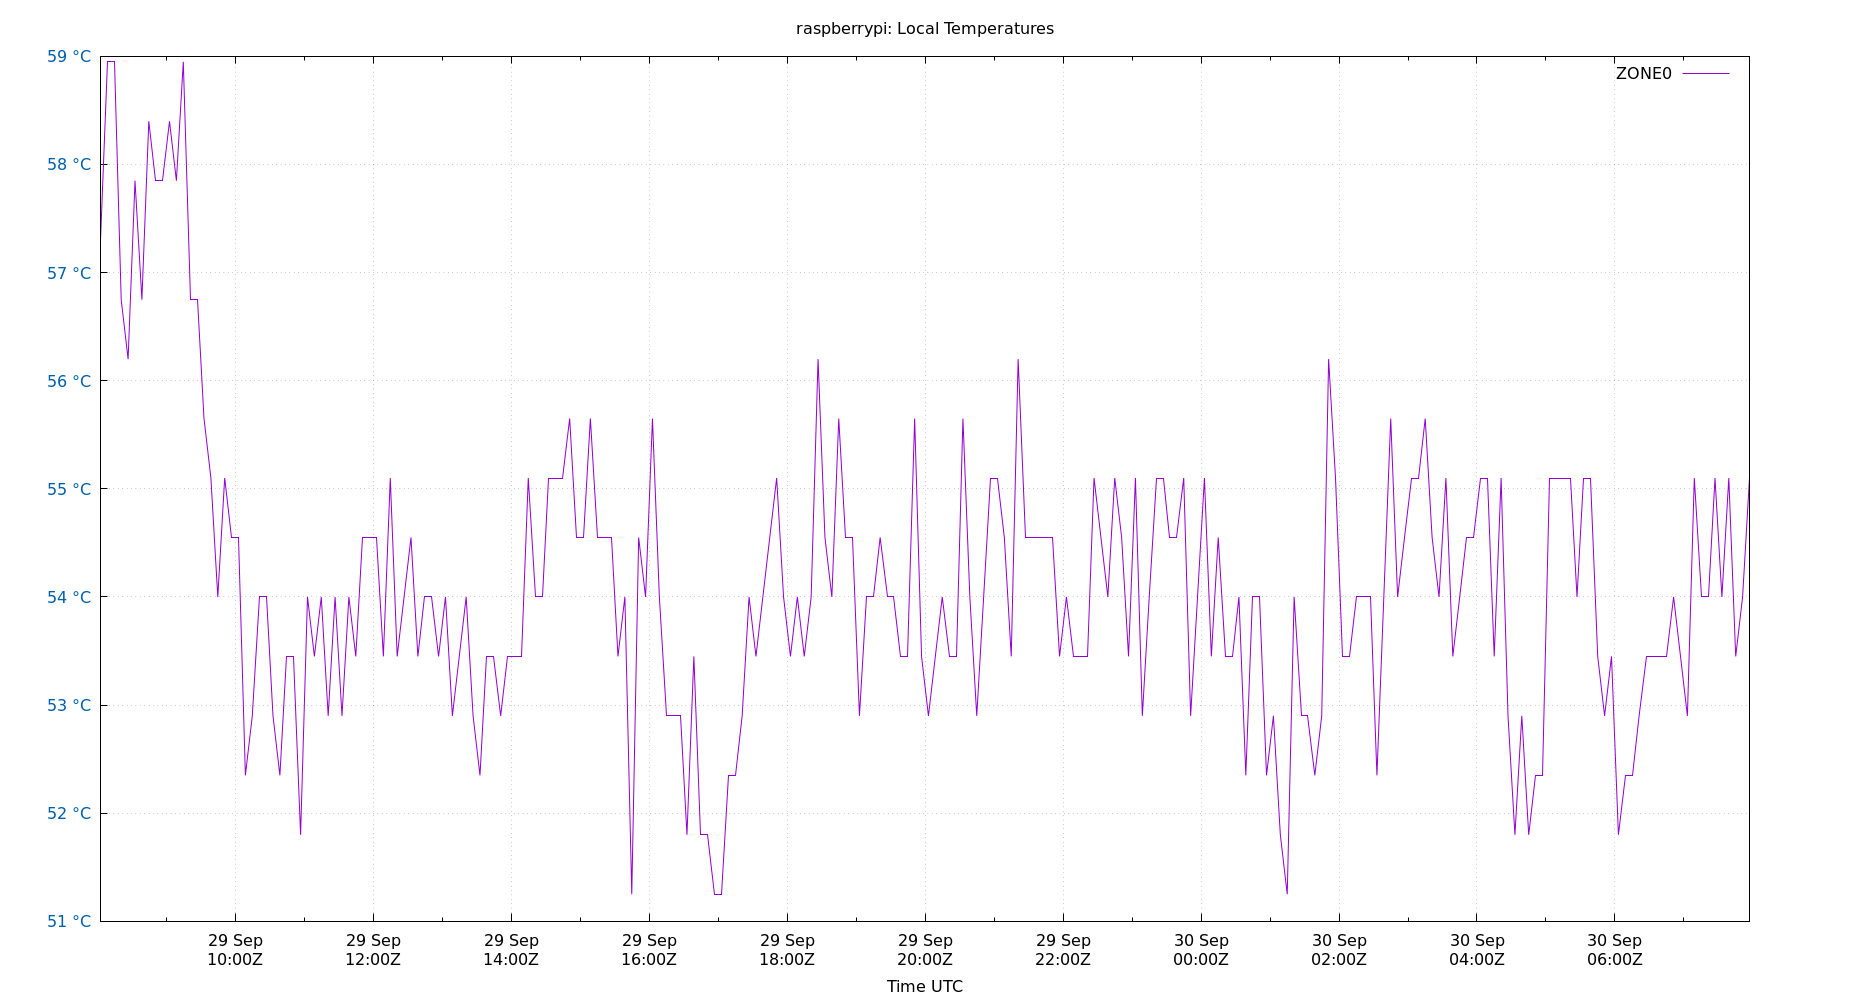 raspberrypi: Local Temperatures
59 °C
ZONE0
58 °C
57 °C
56 °C
55 °C
54 °C
53 °C
52 °C
51 °C
29 Sep 29 Sep 29 Sep 29 Sep 29 Sep 29 Sep 29 Sep 30 Sep 30 Sep 30 Sep 30 Sep
10:00Z 12:00Z 14:00Z 16:00Z 18:00Z 20:00Z 22:00Z 00:00Z 02:00Z 04:00Z 06:00Z
Time UTC